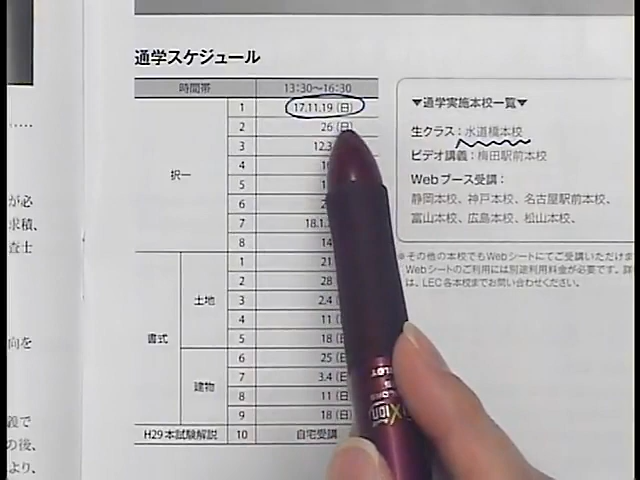 通学スケジュール
時間帯 13:30～16:30
択一
1 17.11.19 (日)
2 26 (日)
3 12.3
4
5
6
7 18.1.
8 14
書式
土地
1 21
2 28
3 2.4 (
4 11 (
5 18 (日)
建物
6 25 (日)
7 3.4 (日)
8 11 (日)
9 18 (日)
H29本試験解説 10 自宅受講
▼通学実施本校一覧▼
生クラス：水道橋本校
ビデオ講義：梅田駅前本校
Webブース受講：
静岡本校、神戸本校、名古屋駅前本校、
富山本校、広島本校、松山本校、
※その他の本校でもWebシートにてご受講いただけま
Webシートのご利用には別途利用料金が必要です。詳
は、LEC各本校までお問い合わせください。
が必
求積、
査士
向を
義で
の後、
より、